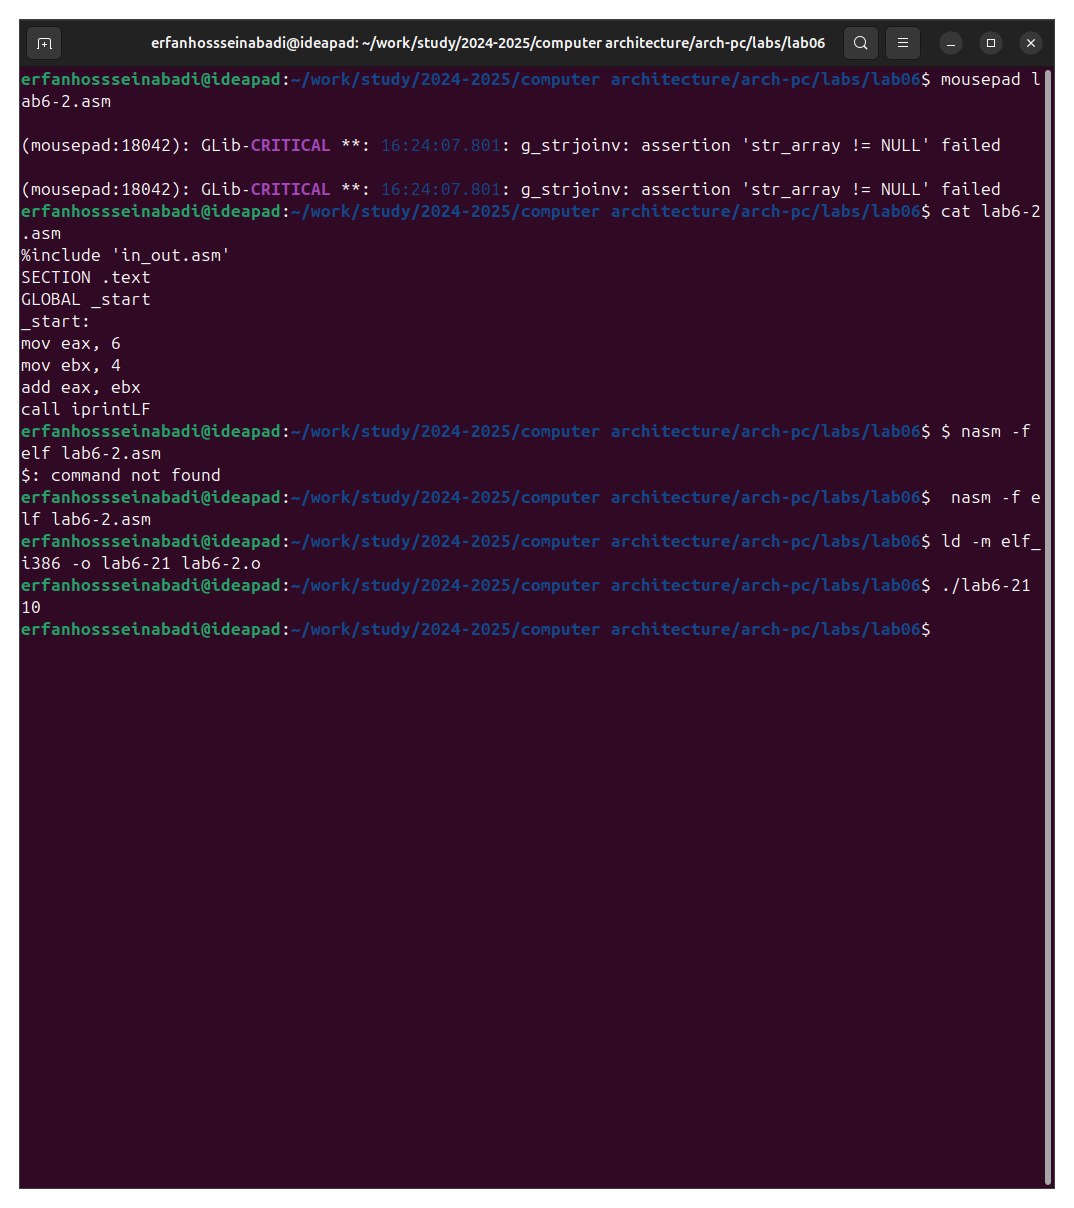 erfanhossseinabadi@ideapad: ~/work/study/2024-2025/computer architecture/arch-pc/labs/lab06
erfanhossseinabadi@ideapad:~/work/study/2024-2025/computer architecture/arch-pc/labs/lab06$ mousepad l
ab6-2.asm
(mousepad:18042): GLib-CRITICAL **: 16:24:07.801: g_strjoinv: assertion 'str_array != NULL' failed
(mousepad:18042): GLib-CRITICAL **: 16:24:07.801: g_strjoinv: assertion 'str_array != NULL' failed
erfanhossseinabadi@ideapad:~/work/study/2024-2025/computer architecture/arch-pc/labs/lab06$ cat lab6-2
.asm
%include 'in_out.asm'
SECTION .text
GLOBAL _start
_start:
mov eax, 6
mov ebx, 4
add eax, ebx
call iprintLF
erfanhossseinabadi@ideapad:~/work/study/2024-2025/computer architecture/arch-pc/labs/lab06$ $ nasm -f
elf lab6-2.asm
$: command not found
erfanhossseinabadi@ideapad:~/work/study/2024-2025/computer architecture/arch-pc/labs/lab06$  nasm -f e
lf lab6-2.asm
erfanhossseinabadi@ideapad:~/work/study/2024-2025/computer architecture/arch-pc/labs/lab06$ ld -m elf_
i386 -o lab6-21 lab6-2.o
erfanhossseinabadi@ideapad:~/work/study/2024-2025/computer architecture/arch-pc/labs/lab06$ ./lab6-21
10
erfanhossseinabadi@ideapad:~/work/study/2024-2025/computer architecture/arch-pc/labs/lab06$